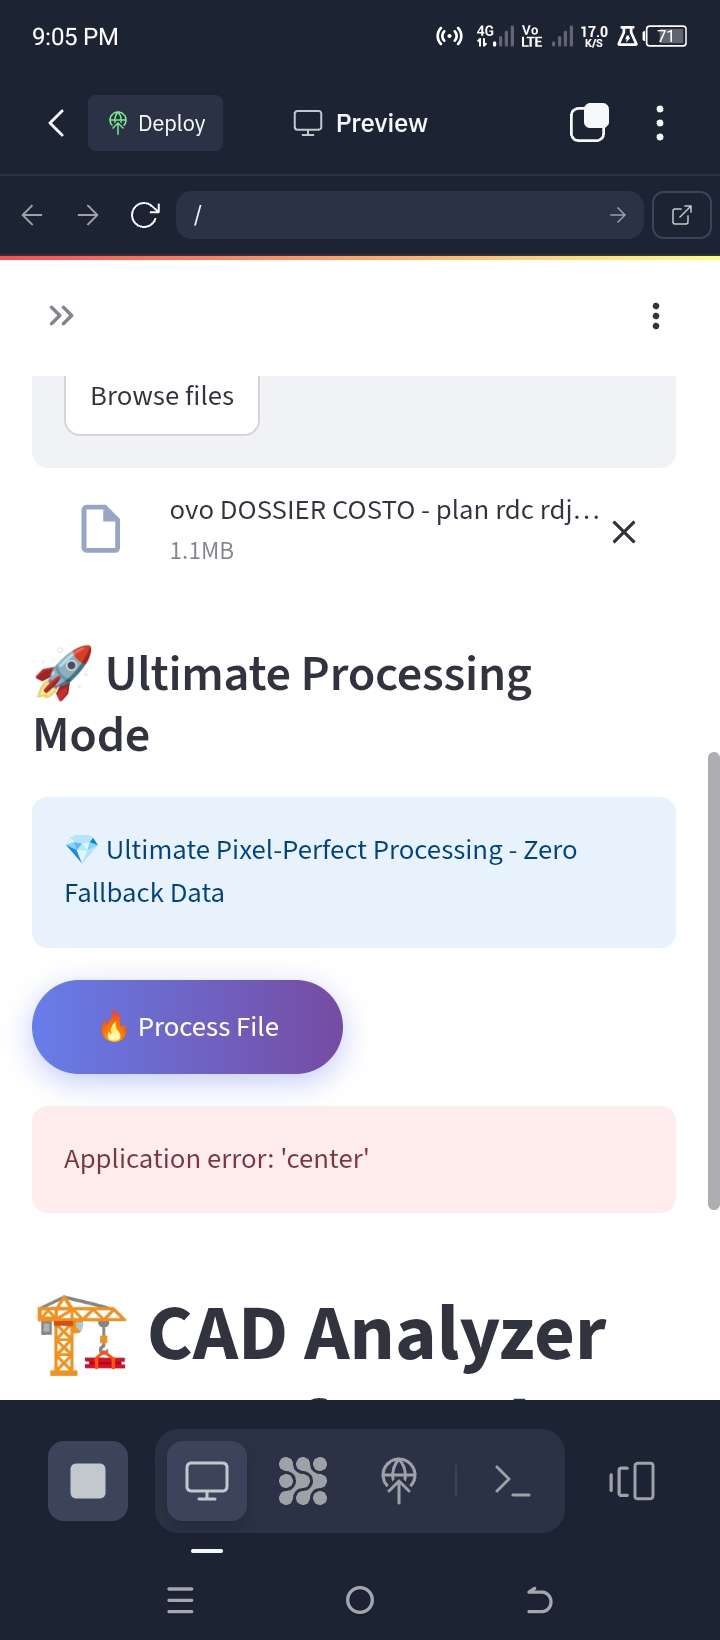 9:05 PM
4G
Vo
LTE
17.0
K/S
71
Deploy
Preview
/
Browse files
ovo DOSSIER COSTO - plan rdc rdj...
1.1MB
🚀 Ultimate Processing
Mode
💎 Ultimate Pixel-Perfect Processing - Zero
Fallback Data
🔥 Process File
Application error: 'center'
🏗️ CAD Analyzer